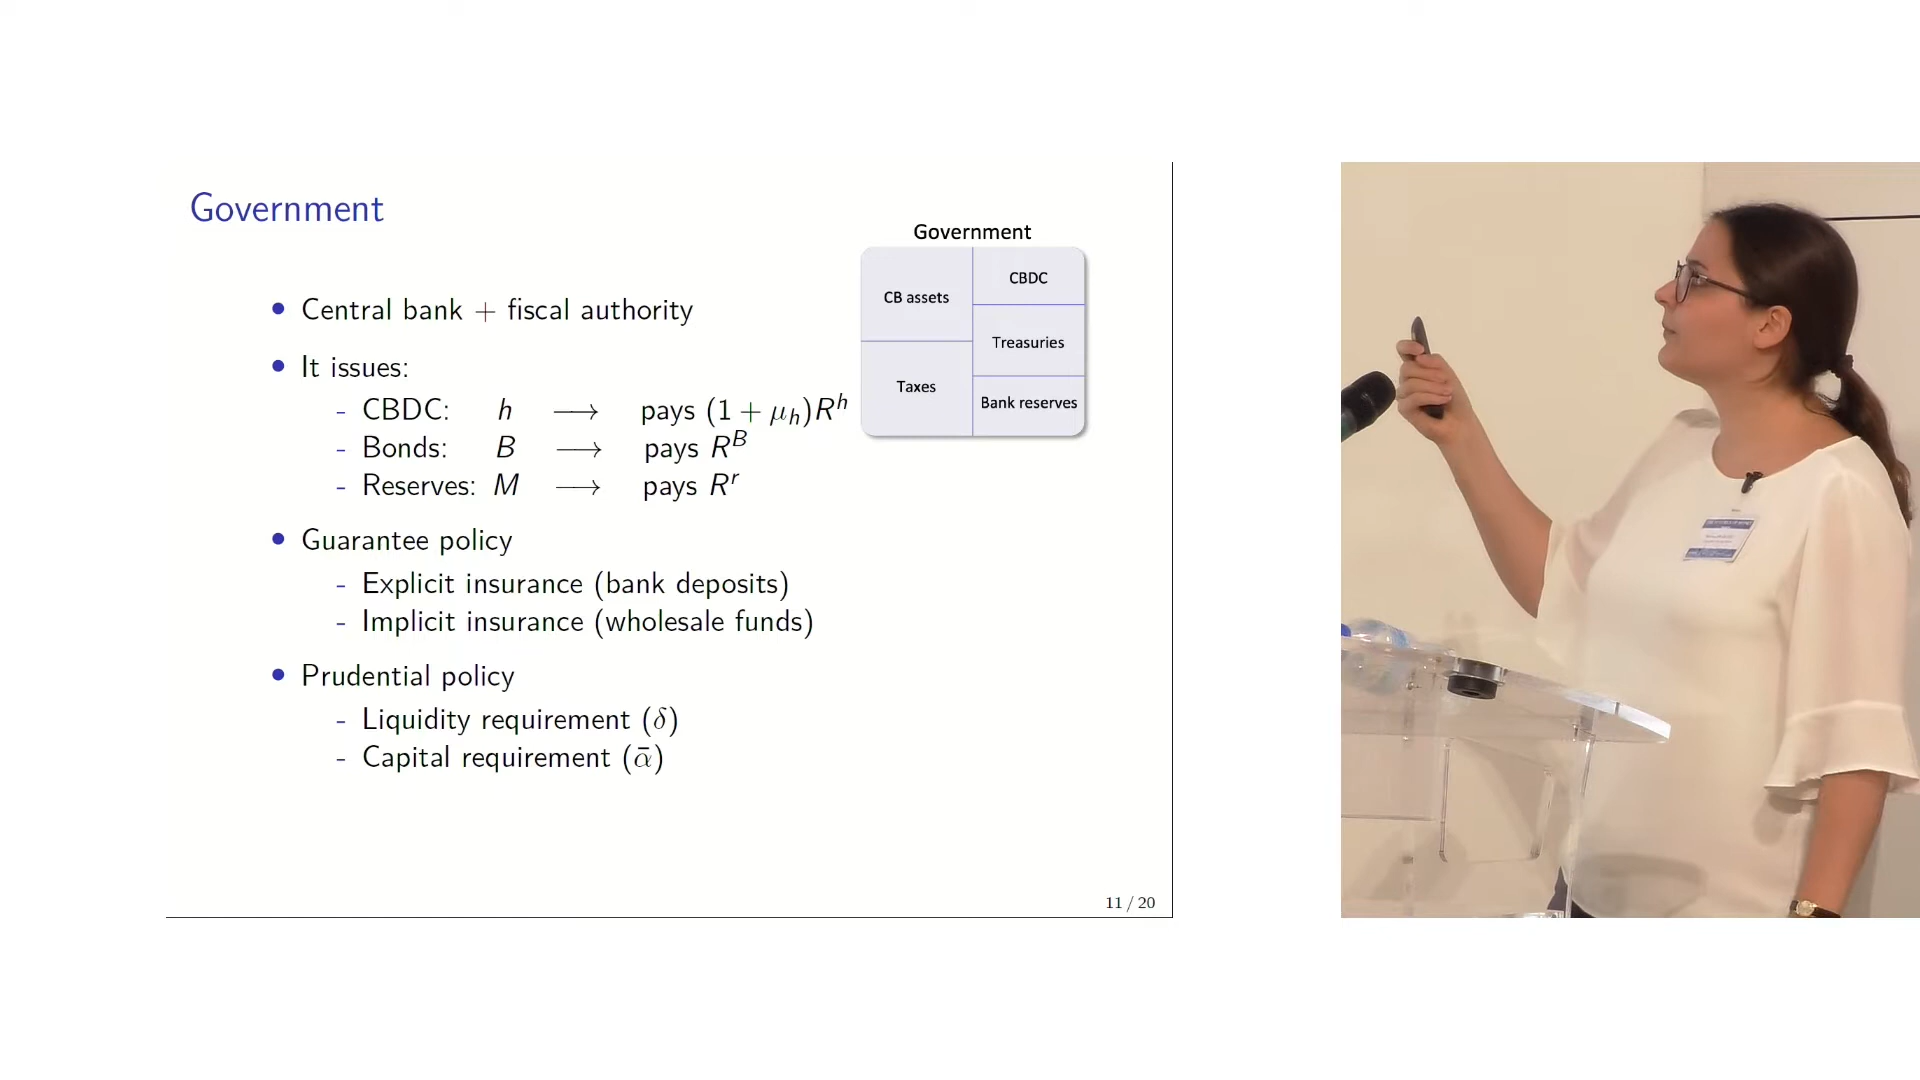 Government
Government
CB assets
Taxes
CBDC
Treasuries
Bank reserves
• Central bank + fiscal authority
• It issues:
- CBDC: h ⟶ pays (1 + μ_h)R^h
- Bonds: B ⟶ pays R^B
- Reserves: M ⟶ pays R^r
• Guarantee policy
- Explicit insurance (bank deposits)
- Implicit insurance (wholesale funds)
• Prudential policy
- Liquidity requirement (δ)
- Capital requirement (ᾱ)
11 / 20